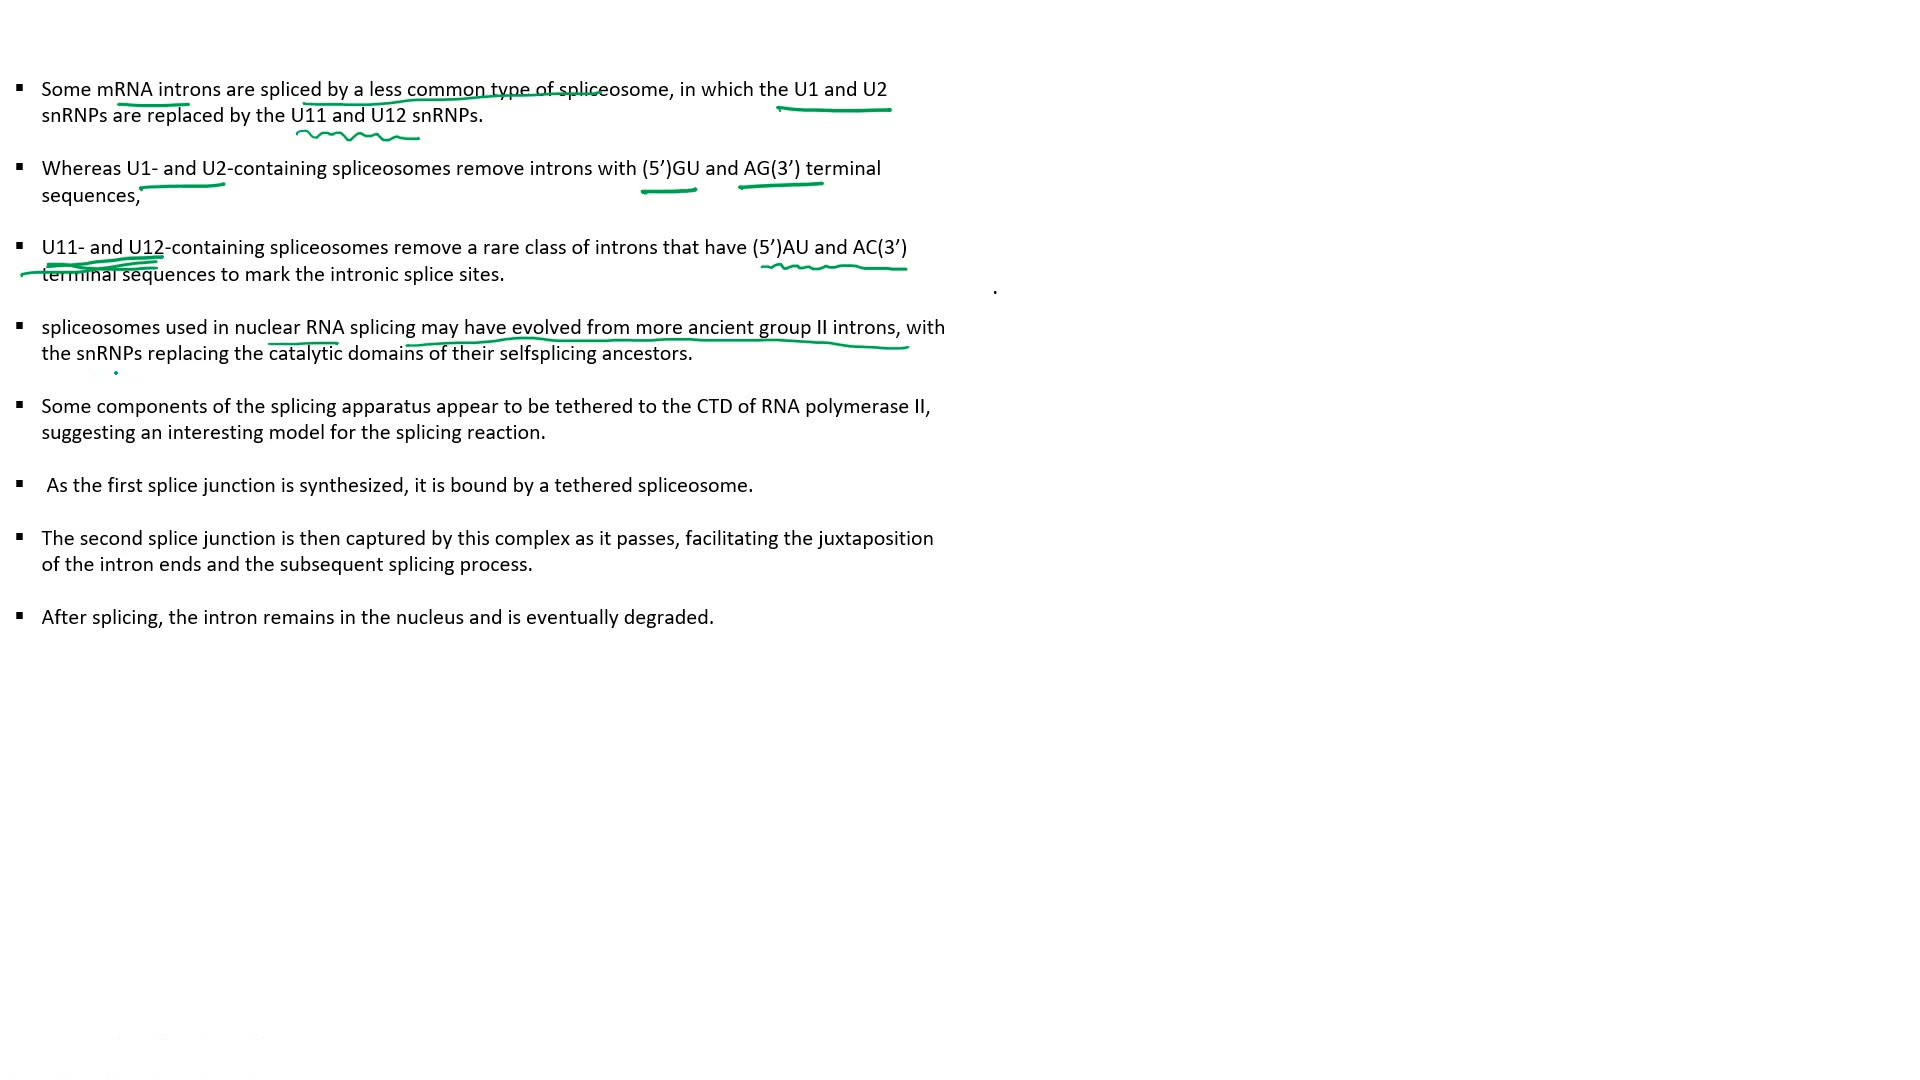 ▪ Some mRNA introns are spliced by a less common type of spliceosome, in which the U1 and U2
snRNPs are replaced by the U11 and U12 snRNPs.
▪ Whereas U1- and U2-containing spliceosomes remove introns with (5’)GU and AG(3’) terminal
sequences,
▪ U11- and U12-containing spliceosomes remove a rare class of introns that have (5’)AU and AC(3’)
terminal sequences to mark the intronic splice sites.
▪ spliceosomes used in nuclear RNA splicing may have evolved from more ancient group II introns, with
the snRNPs replacing the catalytic domains of their selfsplicing ancestors.
▪ Some components of the splicing apparatus appear to be tethered to the CTD of RNA polymerase II,
suggesting an interesting model for the splicing reaction.
▪ As the first splice junction is synthesized, it is bound by a tethered spliceosome.
▪ The second splice junction is then captured by this complex as it passes, facilitating the juxtaposition
of the intron ends and the subsequent splicing process.
▪ After splicing, the intron remains in the nucleus and is eventually degraded.